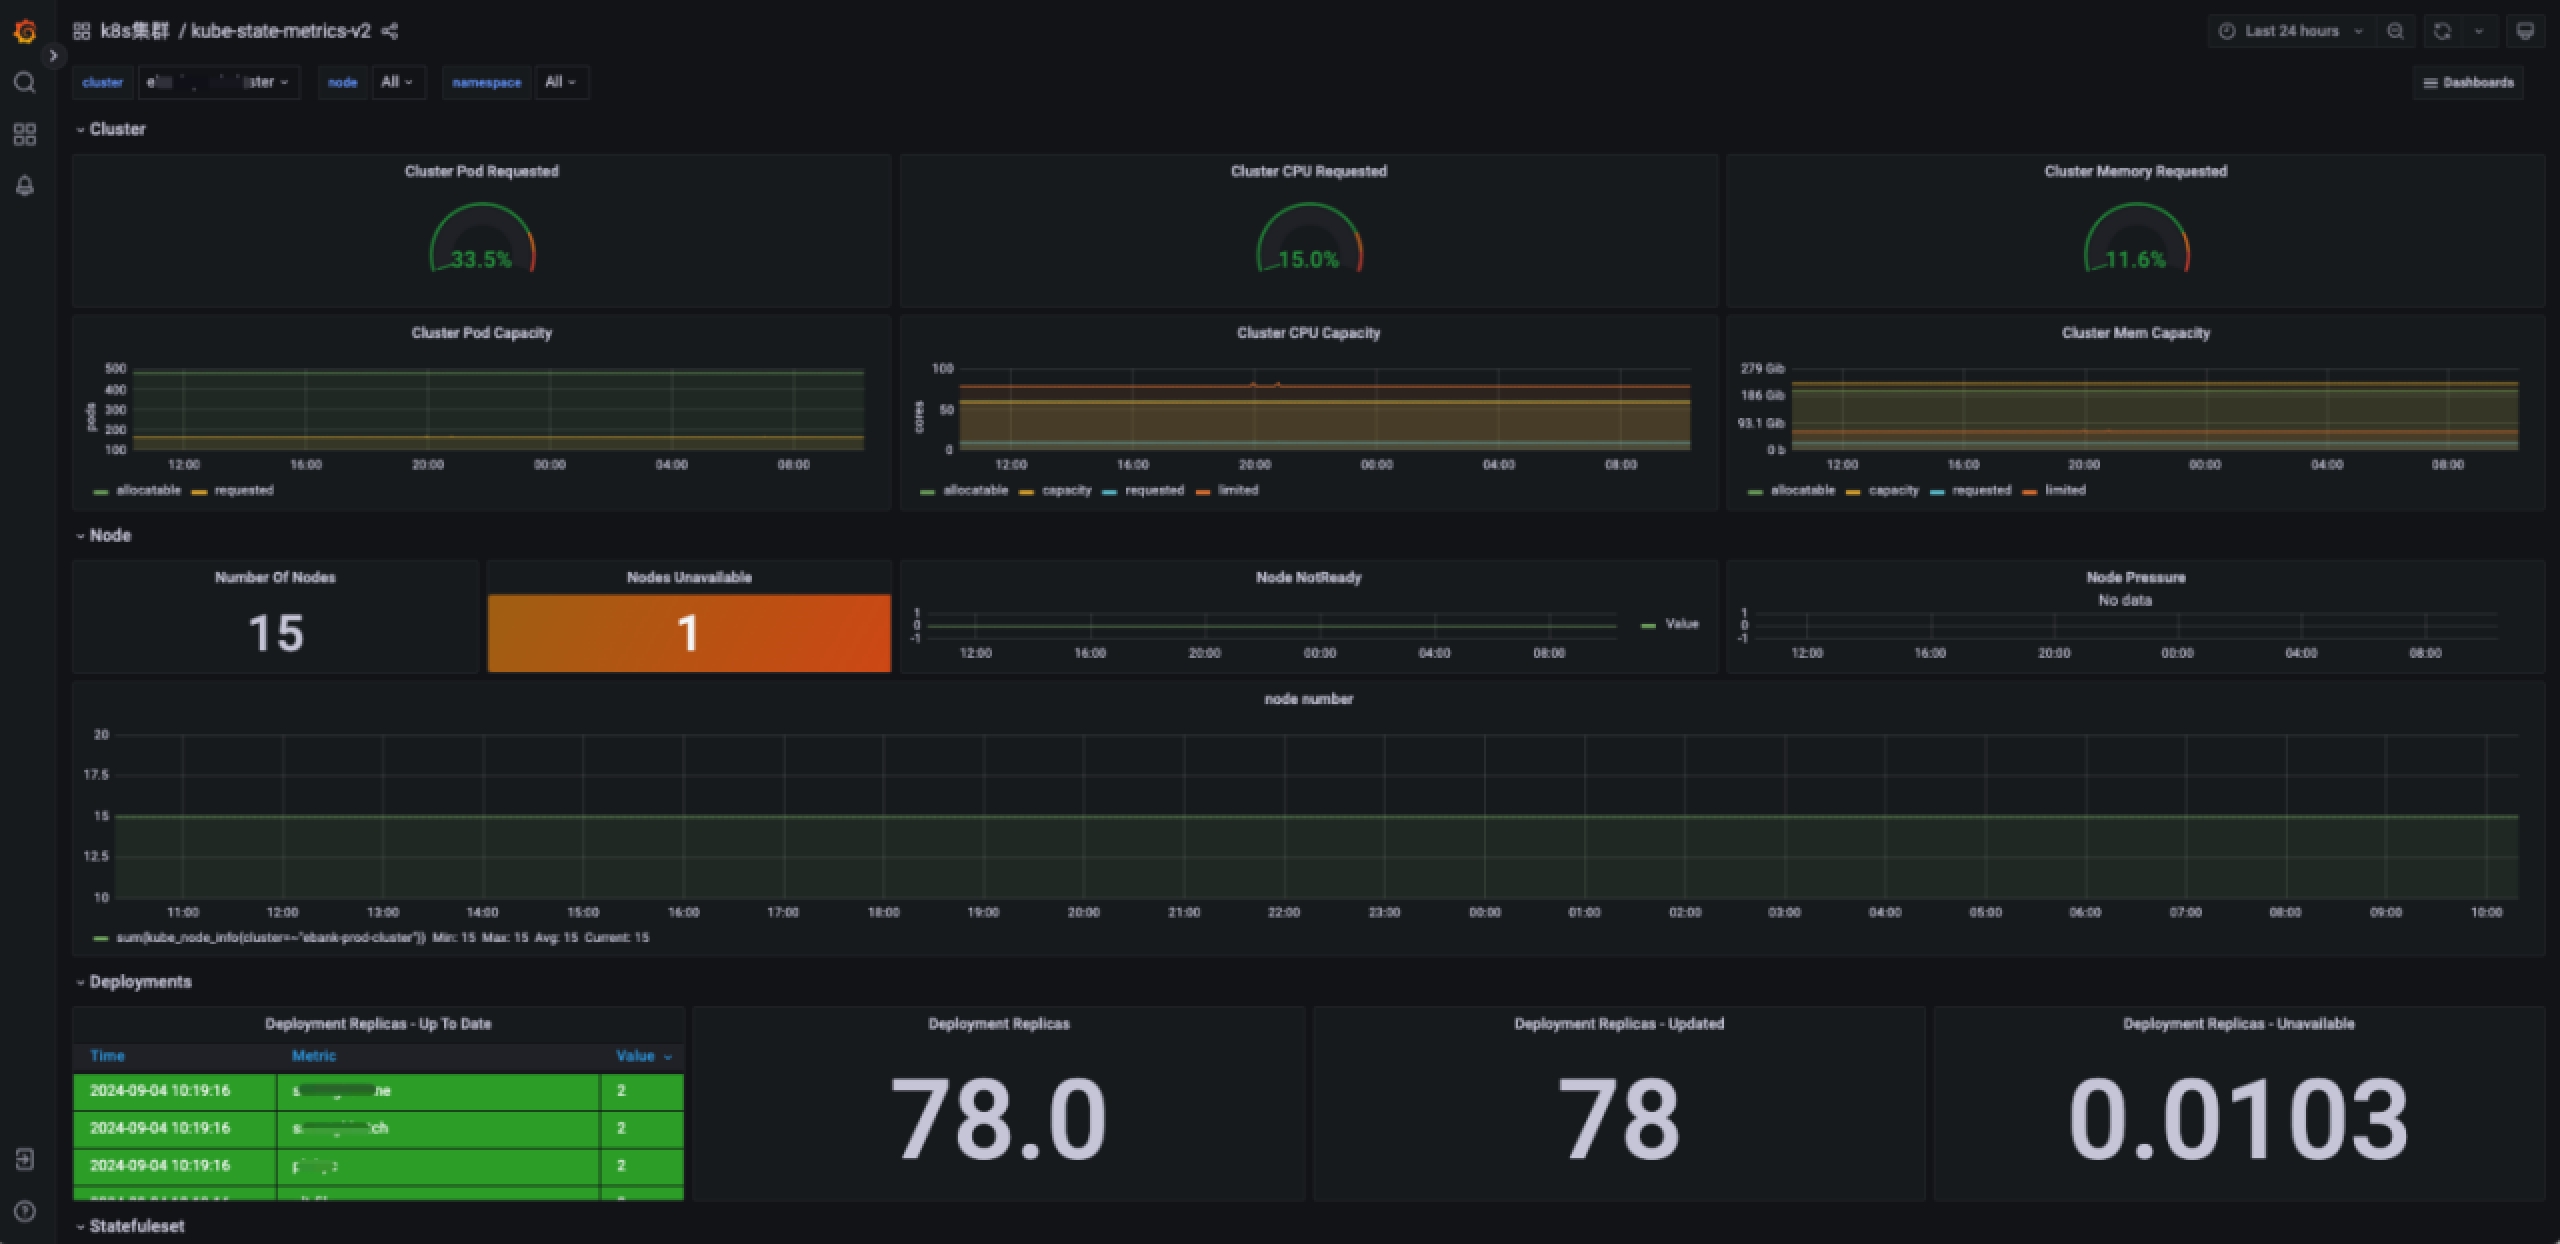 k8s集群 / kube-state-metrics-v2
Last 24 hours
cluster
node All
namespace All
Dashboards
Cluster
Cluster Pod Requested
33.5%
Cluster CPU Requested
15.0%
Cluster Memory Requested
11.6%
Cluster Pod Capacity
pods
500
400
300
200
100
12:00 16:00 20:00 00:00 04:00 08:00
allocatable requested
Cluster CPU Capacity
cores
100
50
0
12:00 16:00 20:00 00:00 04:00 08:00
allocatable capacity requested limited
Cluster Mem Capacity
279 Gib
186 Gib
93.1 Gib
0 b
12:00 16:00 20:00 00:00 04:00 08:00
allocatable capacity requested limited
Node
Number Of Nodes
15
Nodes Unavailable
1
Node NotReady
1
0
-1
12:00 16:00 20:00 00:00 04:00 08:00
Value
Node Pressure
No data
1
0
-1
12:00 16:00 20:00 00:00 04:00 08:00
node number
20
17.5
15
12.5
10
11:00 12:00 13:00 14:00 15:00 16:00 17:00 18:00 19:00 20:00 21:00 22:00 23:00 00:00 01:00 02:00 03:00 04:00 05:00 06:00 07:00 08:00 09:00 10:00
sum(kube_node_info{cluster=~"ebank-prod-cluster"}) Min: 15 Max: 15 Avg: 15 Current: 15
Deployments
Deployment Replicas - Up To Date
Time Metric Value
2024-09-04 10:19:16 2
2024-09-04 10:19:16 2
2024-09-04 10:19:16 2
Deployment Replicas
78.0
Deployment Replicas - Updated
78
Deployment Replicas - Unavailable
0.0103
Statefuleset